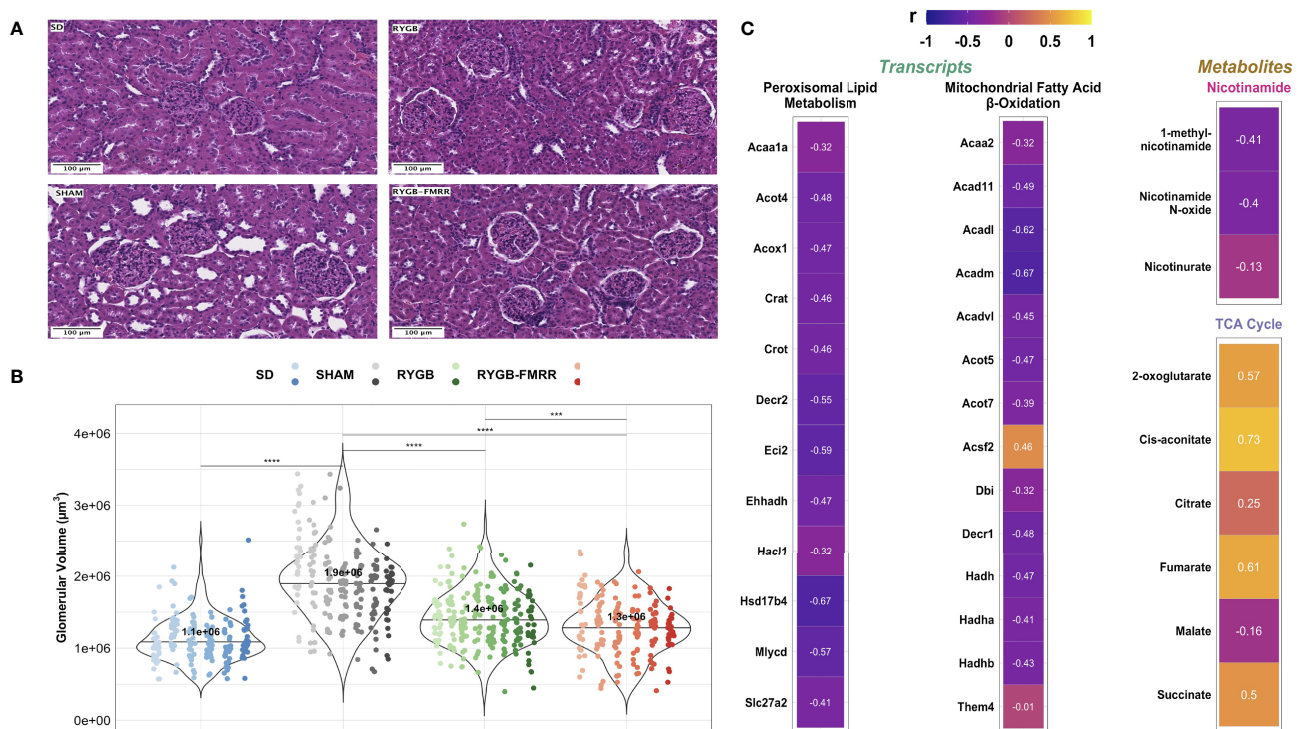 A
SD
100 µm
RYGB
100 µm
SHAM
100 µm
RYGB-FMRR
100 µm
B
SD SHAM RYGB RYGB-FMRR
Glomerular Volume (µm³)
4e+06
3e+06
2e+06
1e+06
0e+00
****
****
****
***
1.1e+06
1.9e+06
1.4e+06
1.3e+06
C
r
-1 -0.5 0 0.5 1
Transcripts
Peroxisomal Lipid
Metabolism
Acaa1a -0.32
Acot4 -0.48
Acox1 -0.47
Crat -0.46
Crot -0.46
Decr2 -0.55
Eci2 -0.59
Ehhadh -0.47
Hacl1 -0.32
Hsd17b4 -0.67
Mlycd -0.57
Slc27a2 -0.41
Mitochondrial Fatty Acid
β-Oxidation
Acaa2 -0.32
Acad11 -0.49
Acadl -0.62
Acadm -0.67
Acadvl -0.45
Acot5 -0.47
Acot7 -0.39
Acsf2 0.46
Dbi -0.32
Decr1 -0.48
Hadh -0.47
Hadha -0.41
Hadhb -0.43
Them4 -0.01
Metabolites
Nicotinamide
1-methyl-
nicotinamide -0.41
Nicotinamide
N-oxide -0.4
Nicotinurate -0.13
TCA Cycle
2-oxoglutarate 0.57
Cis-aconitate 0.73
Citrate 0.25
Fumarate 0.61
Malate -0.16
Succinate 0.5